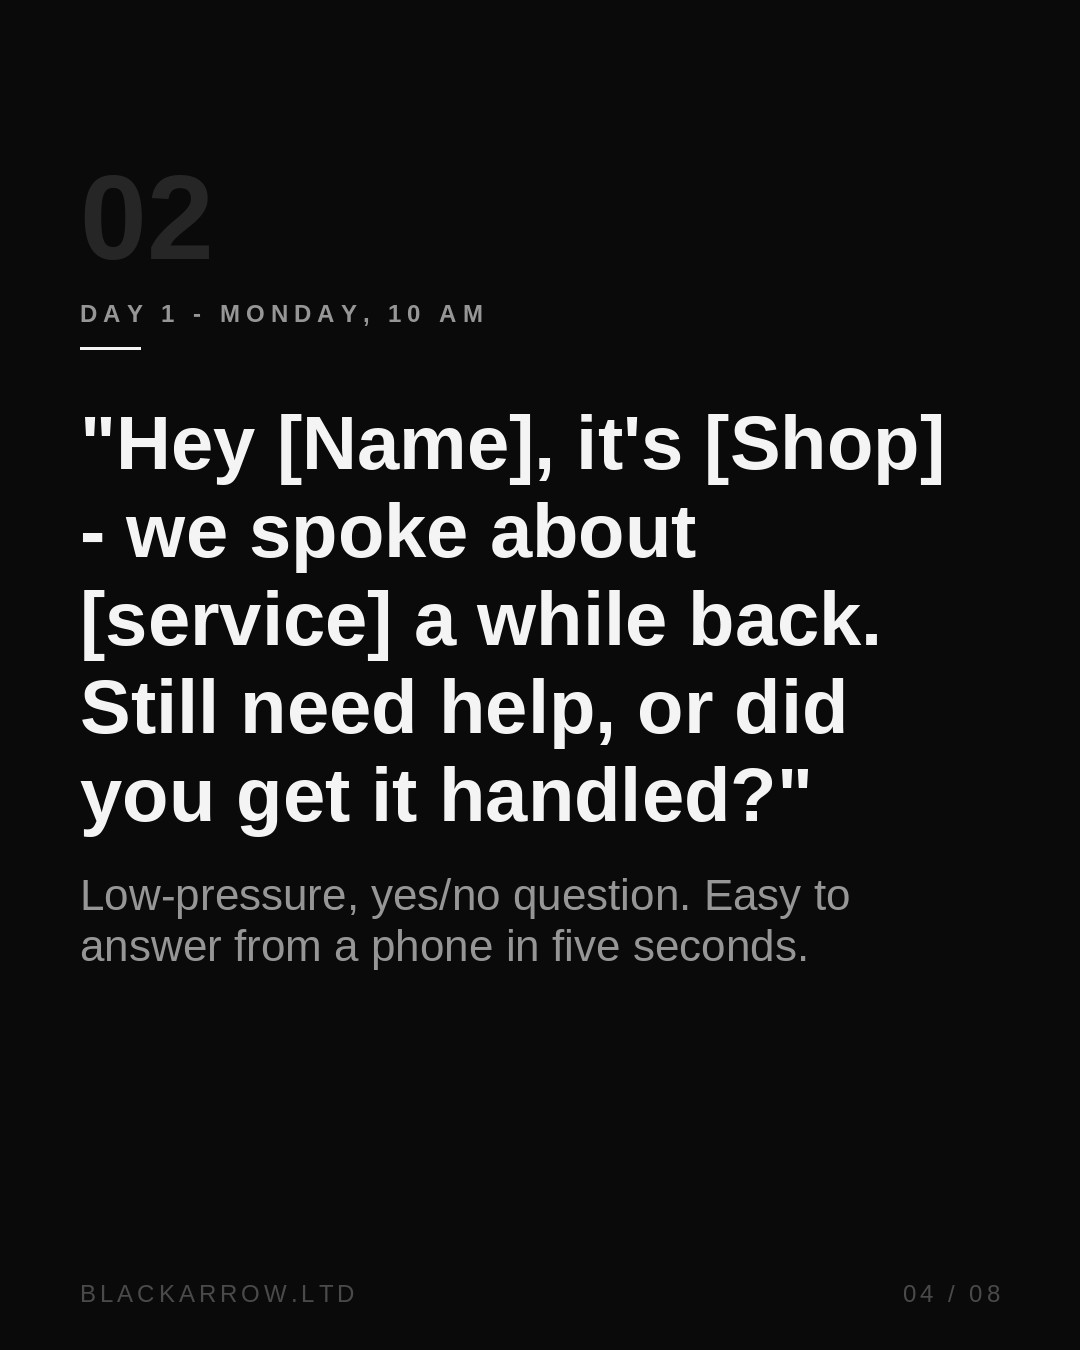 02
DAY 1 - MONDAY, 10 AM
"Hey [Name], it's [Shop]
- we spoke about
[service] a while back.
Still need help, or did
you get it handled?"
Low-pressure, yes/no question. Easy to
answer from a phone in five seconds.
BLACKARROW.LTD
04 / 08